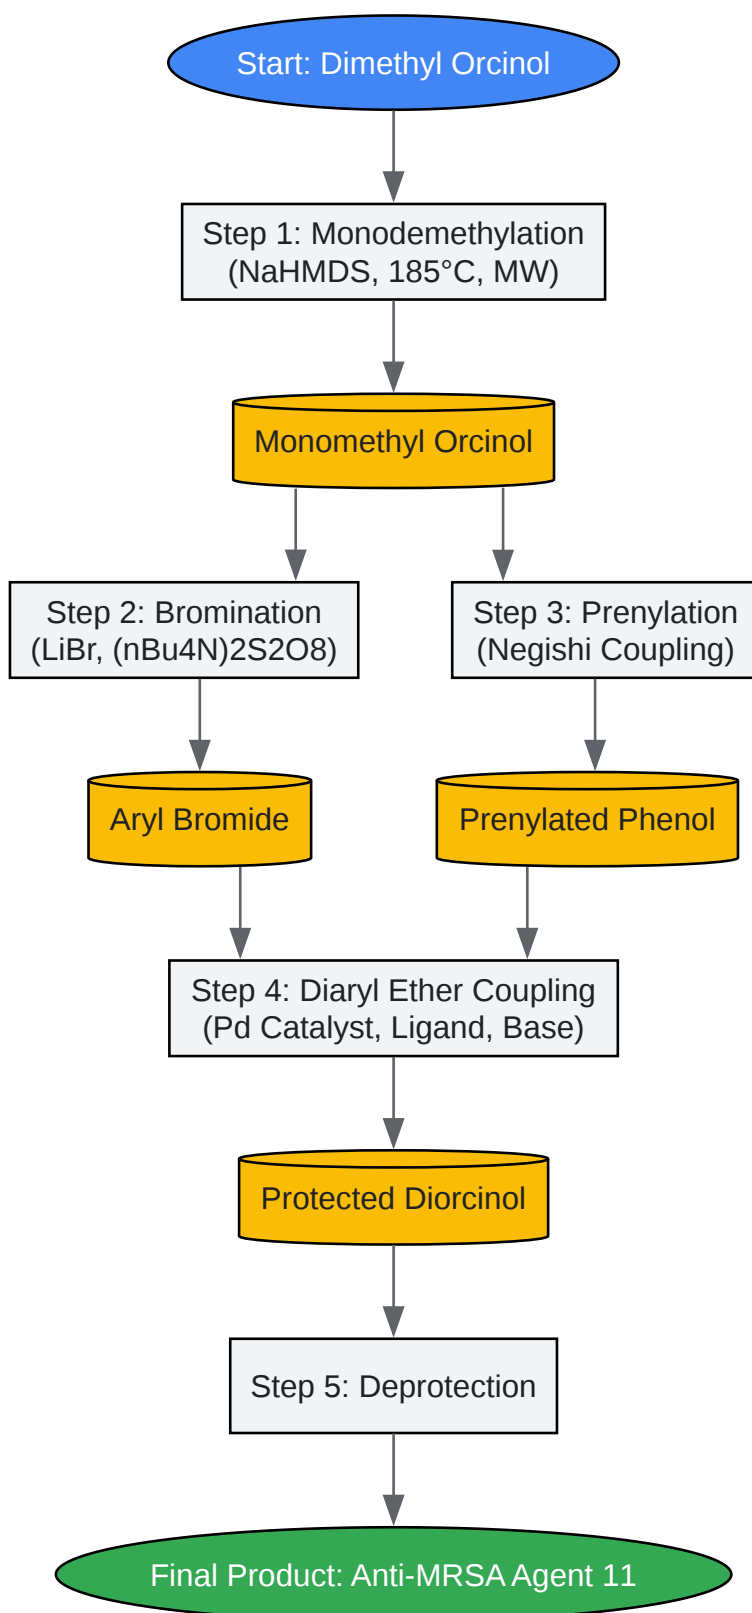 Start: Dimethyl Orcinol
Step 1: Monodemethylation
(NaHMDS, 185°C, MW)
Monomethyl Orcinol
Step 2: Bromination
(LiBr, (nBu4N)2S2O8)
Step 3: Prenylation
(Negishi Coupling)
Aryl Bromide
Prenylated Phenol
Step 4: Diaryl Ether Coupling
(Pd Catalyst, Ligand, Base)
Protected Diorcinol
Step 5: Deprotection
Final Product: Anti-MRSA Agent 11